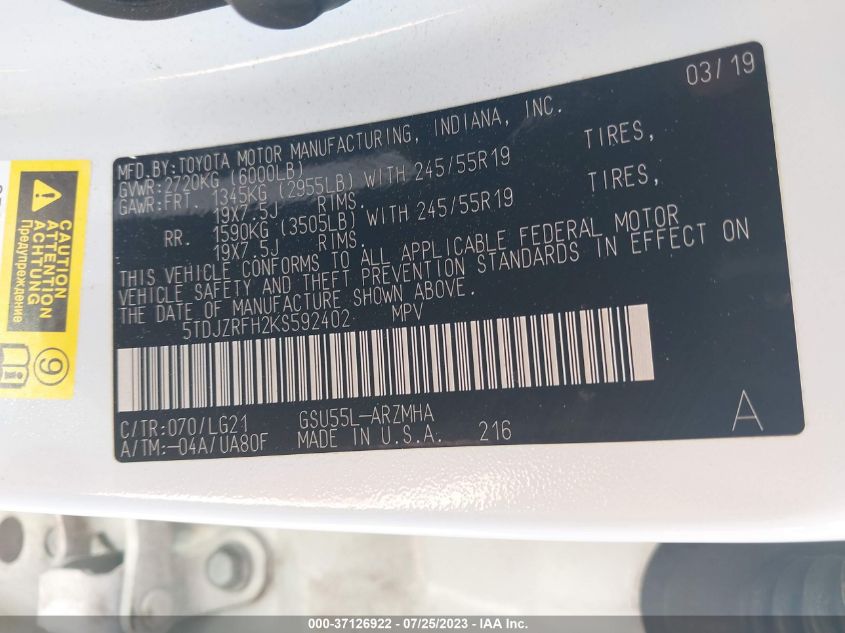 03/19
MFD.BY:TOYOTA MOTOR MANUFACTURING, INDIANA, INC.
GVWR:2720KG (6000LB)
GAWR:FRT. 1345KG (2955LB) WITH 245/55R19 TIRES,
19X7.5J RIMS.
RR. 1590KG (3505LB) WITH 245/55R19 TIRES,
19X7.5J RIMS.
THIS VEHICLE CONFORMS TO ALL APPLICABLE FEDERAL MOTOR
VEHICLE SAFETY AND THEFT PREVENTION STANDARDS IN EFFECT ON
THE DATE OF MANUFACTURE SHOWN ABOVE.
5TDJZRFH2KS592402 MPV
C/TR:070/LG21 GSU55L-ARZMHA
A/TM:-04A/UA80F MADE IN U.S.A. 216
A
CAUTION
ATTENTION
ACHTUNG
Предупреждение
9
000-37126922 - 07/25/2023 - IAA Inc.